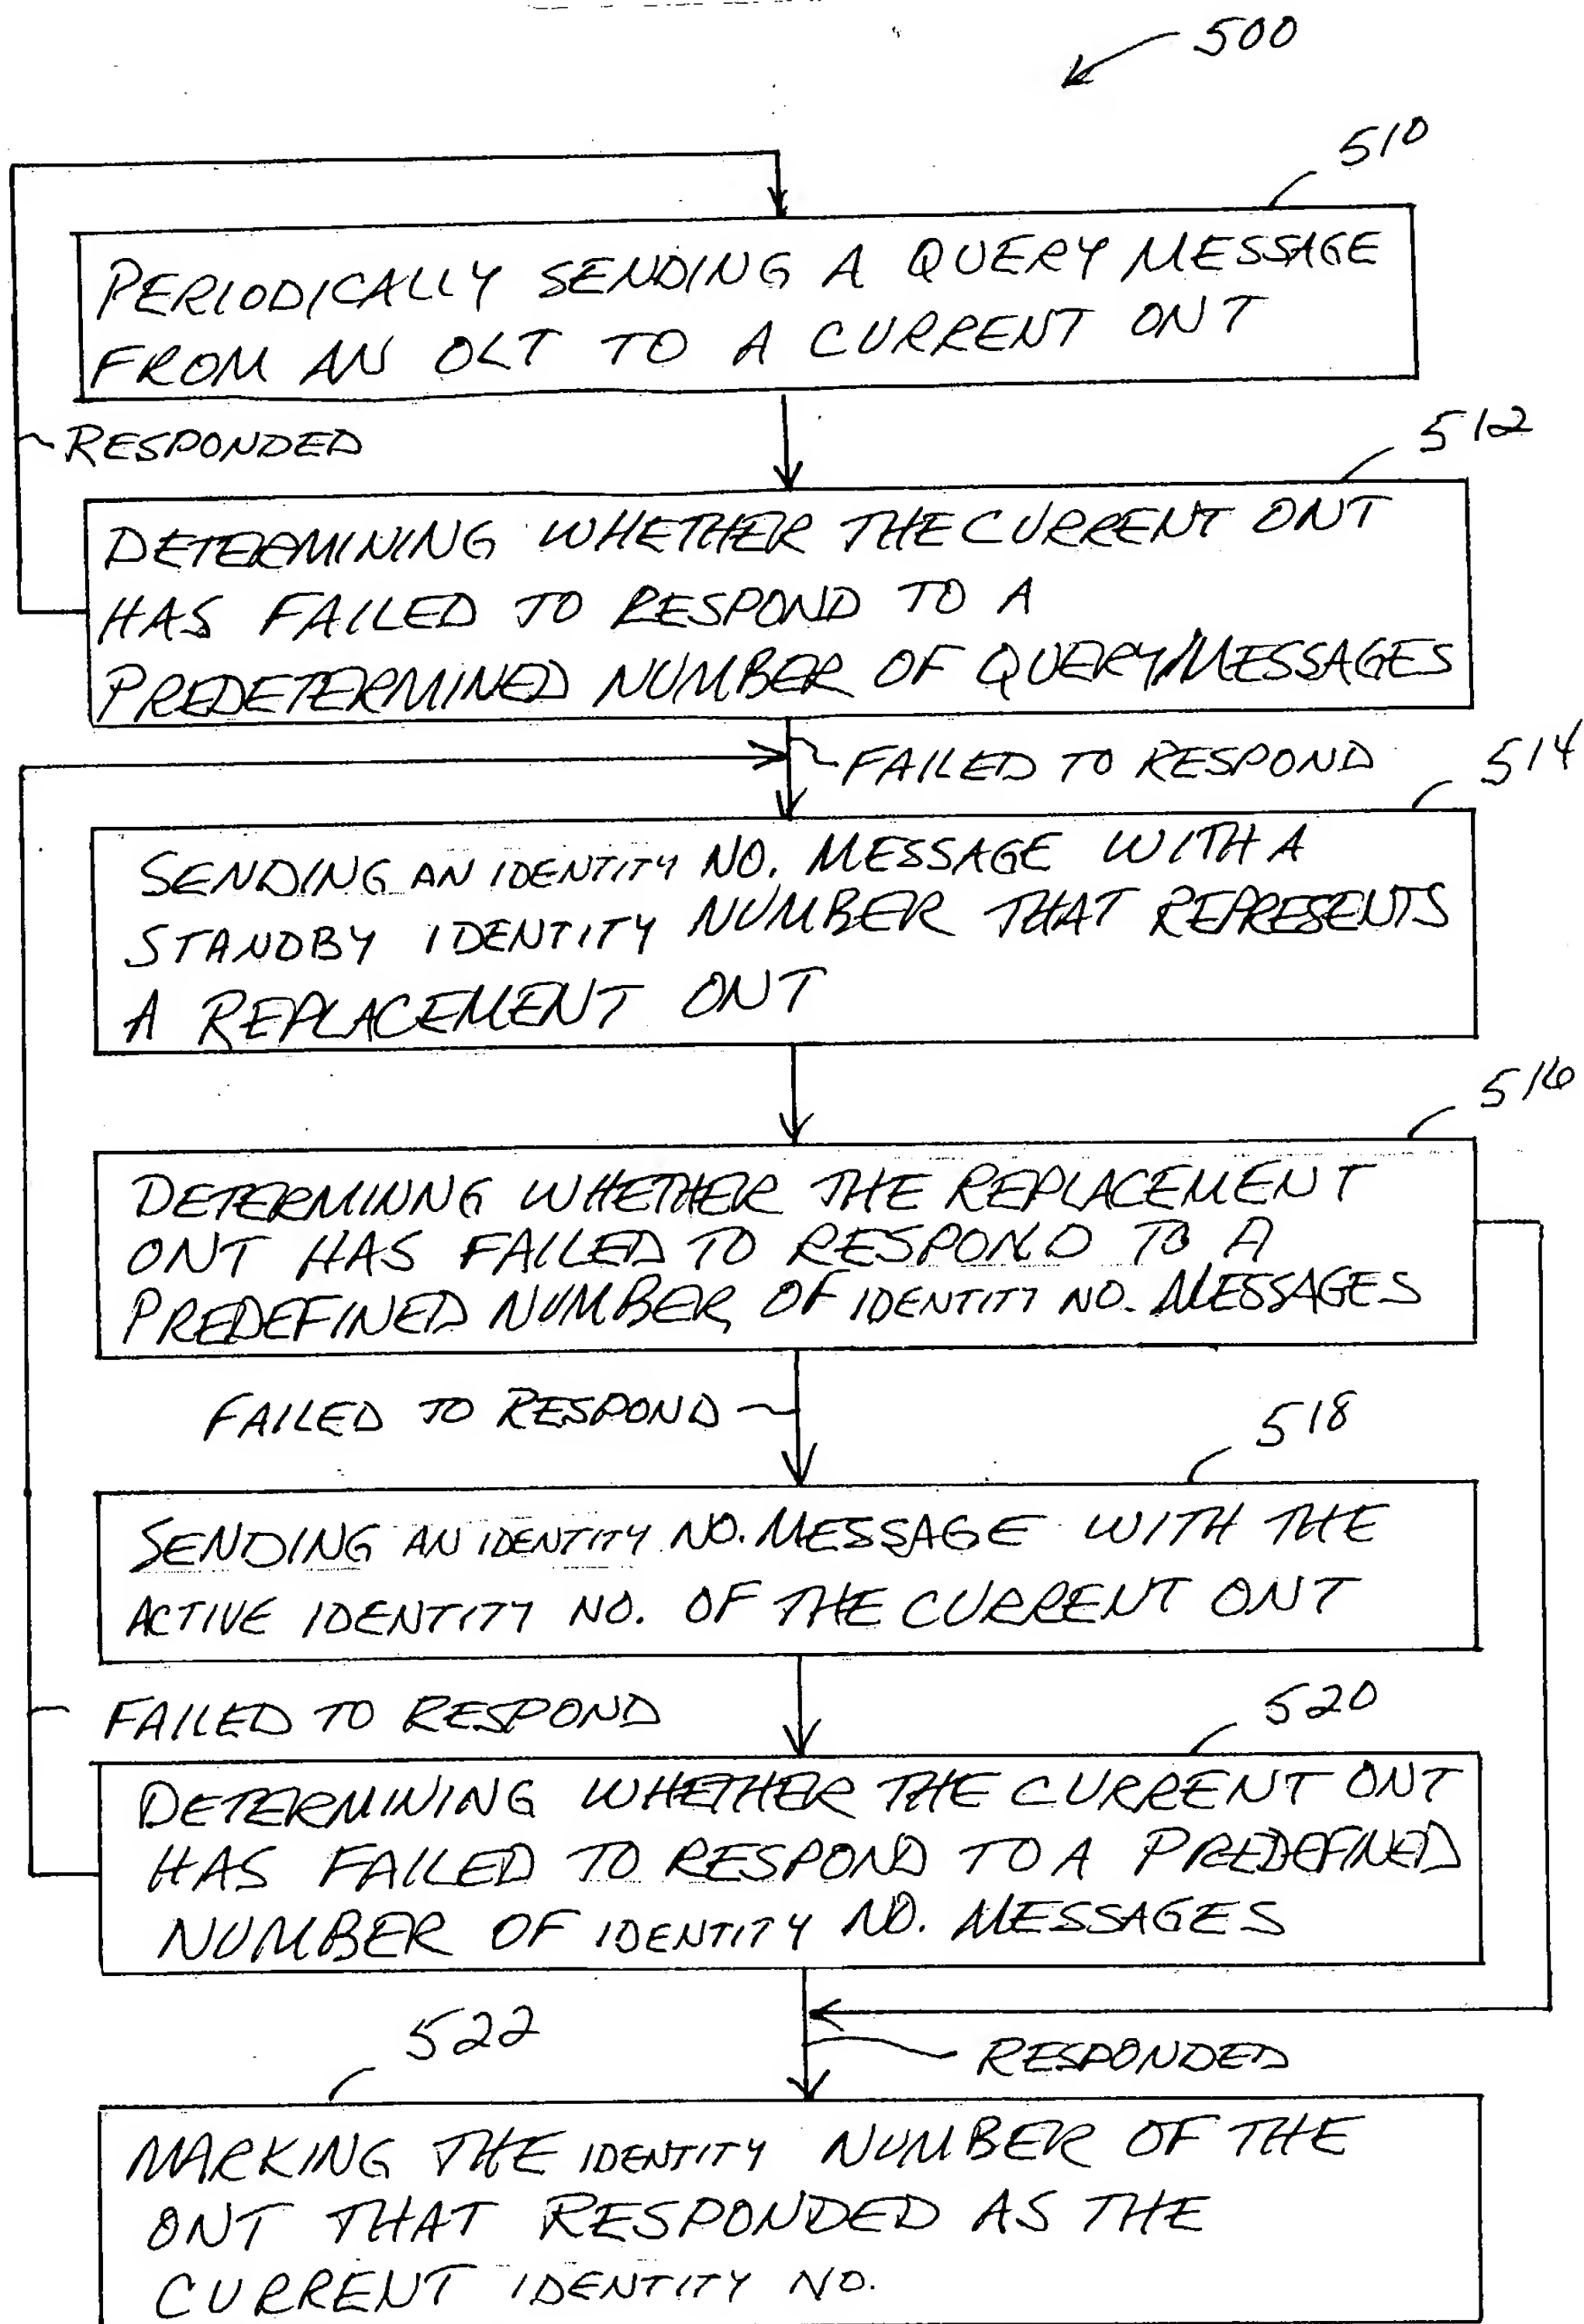 500
510
PERIODICALLY SENDING A QUERY MESSAGE
FROM AN OLT TO A CURRENT ONT
RESPONDED
512
DETERMINING WHETHER THE CURRENT ONT
HAS FAILED TO RESPOND TO A
PREDETERMINED NUMBER OF QUERY MESSAGES
FAILED TO RESPOND
514
SENDING AN IDENTITY NO. MESSAGE WITH A
STANDBY IDENTITY NUMBER THAT REPRESENTS
A REPLACEMENT ONT
516
DETERMINNG WHETHER THE REPLACEMENT
ONT HAS FAILED TO RESPOND TO A
PREDEFINED NUMBER OF IDENTITY NO. MESSAGES
FAILED TO RESPOND
518
SENDING AN IDENTITY NO. MESSAGE WITH THE
ACTIVE IDENTITY NO. OF THE CURRENT ONT
FAILED TO RESPOND
520
DETERMINING WHETHER THE CURRENT ONT
HAS FAILED TO RESPOND TO A PREDEFINED
NUMBER OF IDENTITY NO. MESSAGES
522
RESPONDED
MARKING THE IDENTITY NUMBER OF THE
ONT THAT RESPONDED AS THE
CURRENT IDENTITY NO.